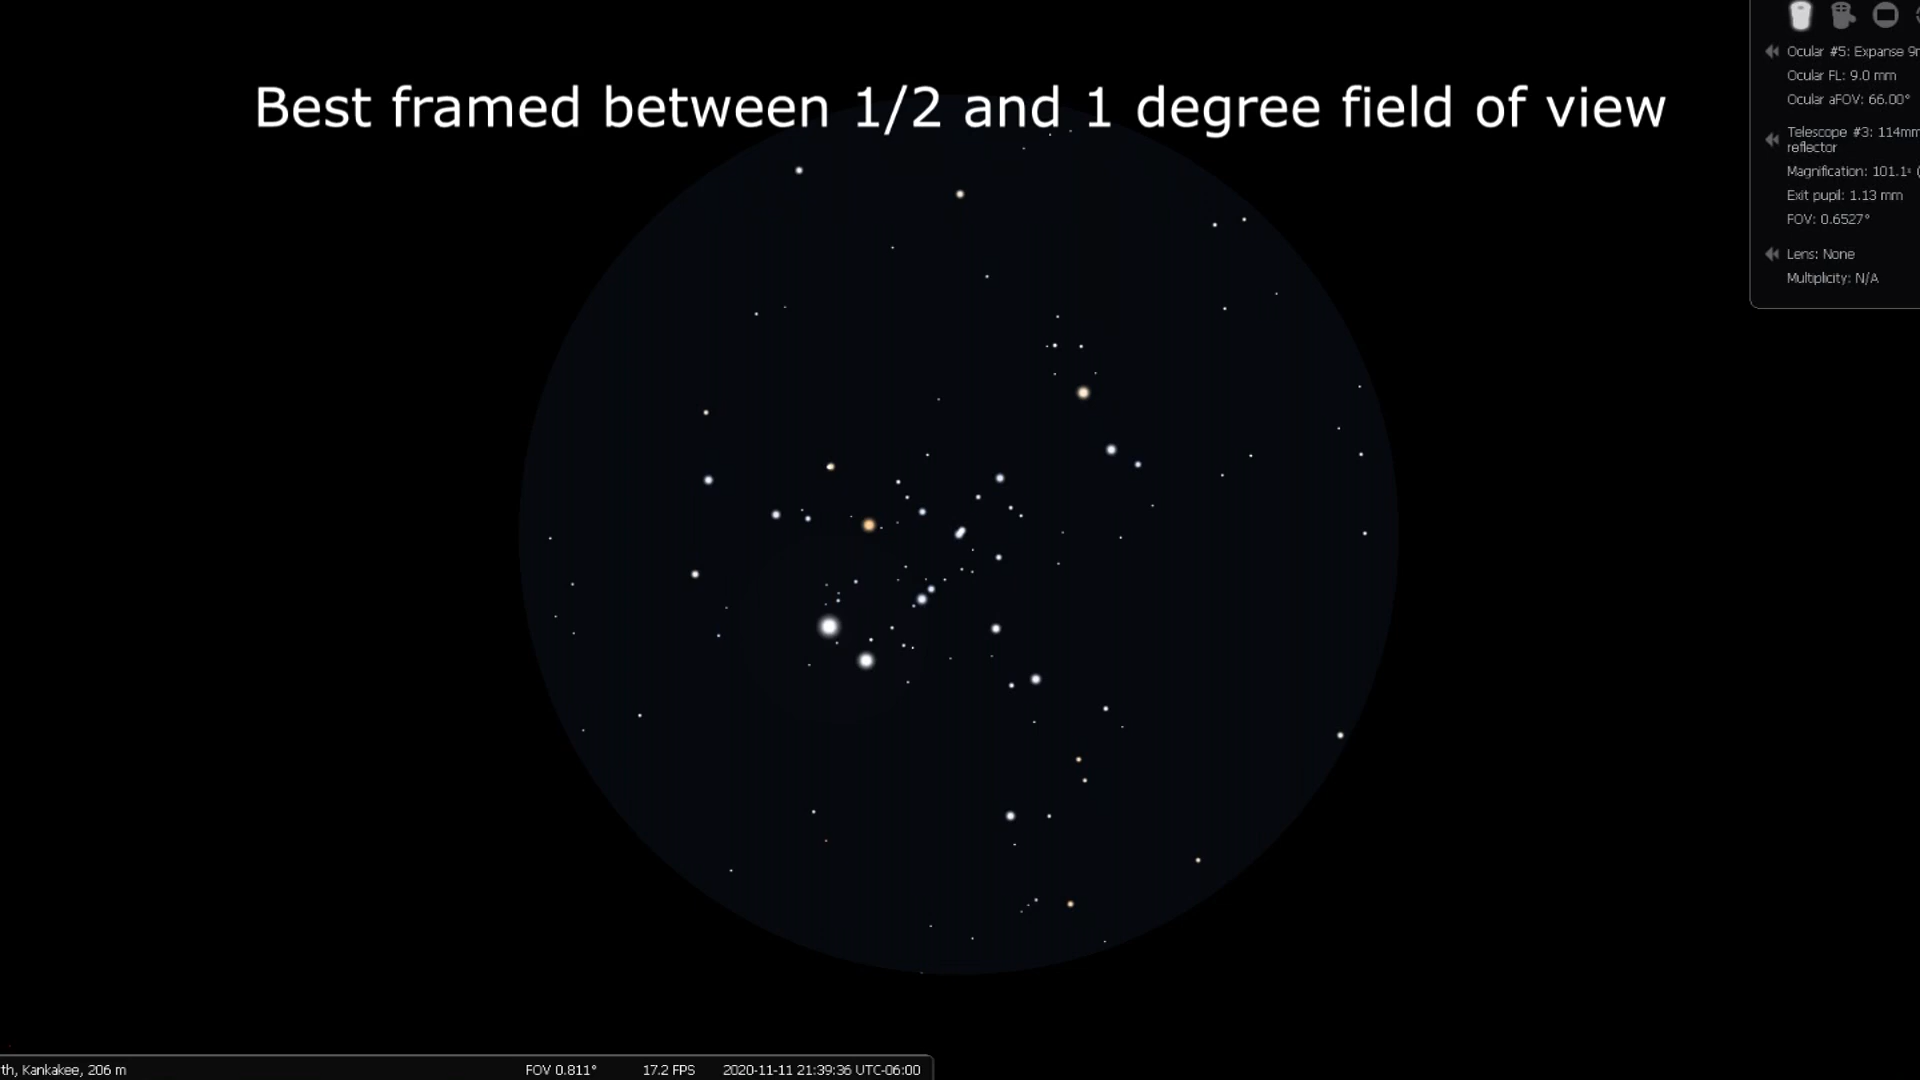 Best framed between 1/2 and 1 degree field of view
Ocular #5: Expanse 9
Ocular FL: 9.0 mm
Ocular aFOV: 66.00°
Telescope #3: 114mm
reflector
Magnification: 101.1× (
Exit pupil: 1.13 mm
FOV: 0.6527°
Lens: None
Multiplicity: N/A
th, Kankakee, 206 m
FOV 0.811°
17.2 FPS
2020-11-11 21:39:36 UTC-06:00